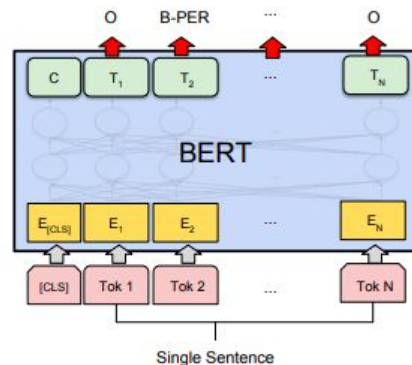 O B-PER ... O
C T1 T2 ... TN
BERT
E[CLS] E1 E2 ... EN
[CLS] Tok 1 Tok 2 ... Tok N
Single Sentence